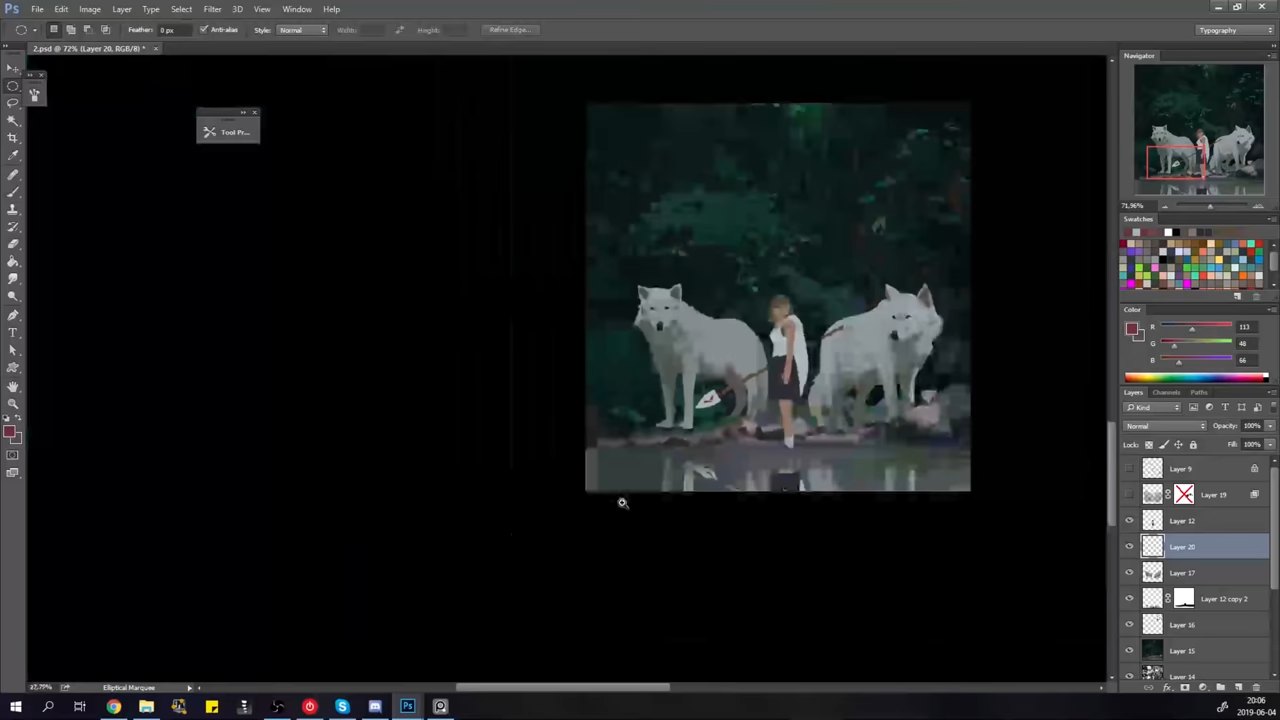 Ps File Edit Image Layer Type Select Filter 3D View Window Help
Feather: 0 px Anti-alias Style: Normal Width: Height: Refine Edge... Typography
2.psd @ 72% (Layer 20, RGB/8) * ×
Tool Pr...
Navigator
71,96%
Swatches
Color
R 113
G 48
B 66
Layers Channels Paths
Kind
Normal Opacity: 100%
Lock: Fill: 100%
Layer 9
Layer 19
Layer 12
Layer 20
Layer 17
Layer 12 copy 2
Layer 16
Layer 15
Layer 14
Elliptical Marquee
20:06
2019-06-04